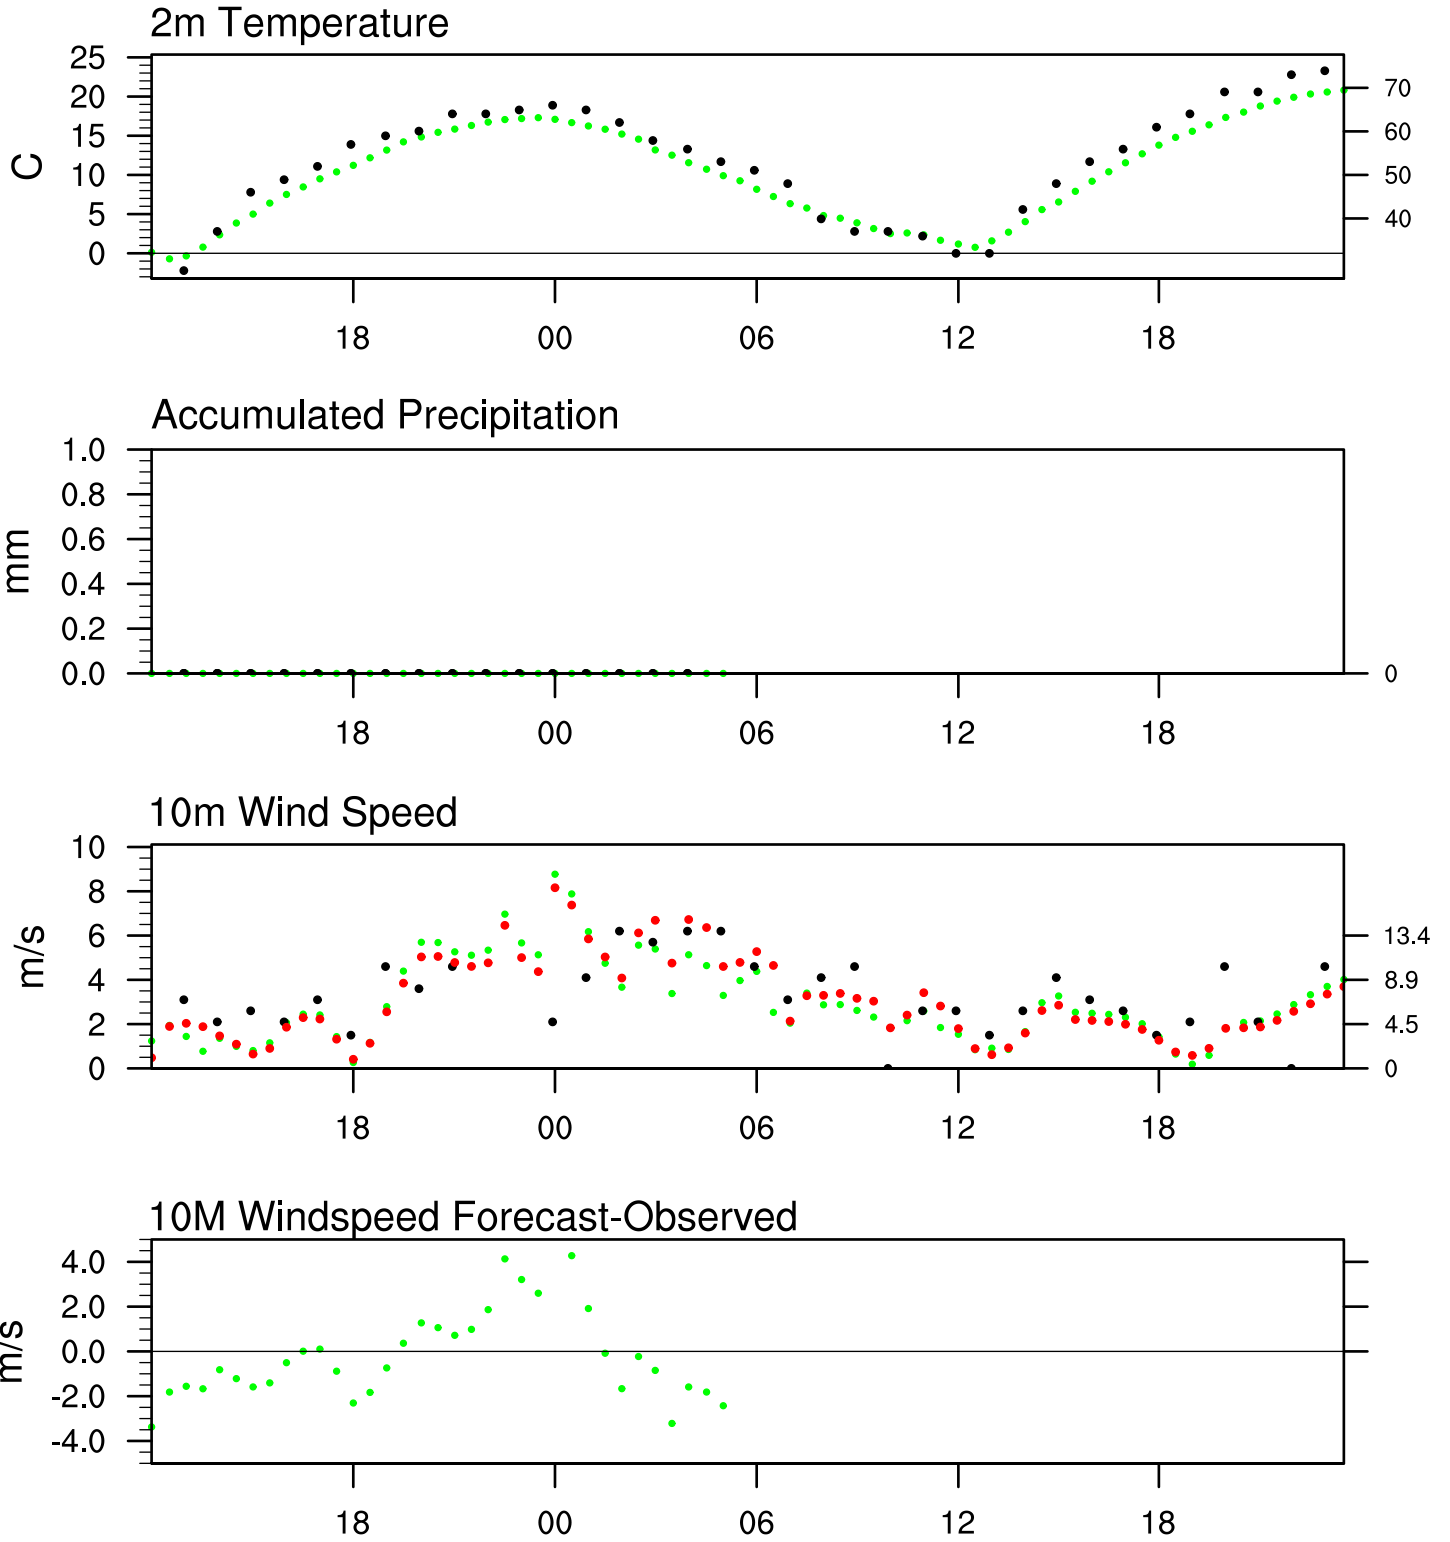 2m Temperature
25
20
15
10
5
0
C
70
60
50
40
18 00 06 12 18
Accumulated Precipitation
1.0
0.8
0.6
0.4
0.2
0.0
mm
0
18 00 06 12 18
10m Wind Speed
10
8
6
4
2
0
m/s
13.4
8.9
4.5
0
18 00 06 12 18
10M Windspeed Forecast-Observed
4.0
2.0
0.0
-2.0
-4.0
m/s
18 00 06 12 18